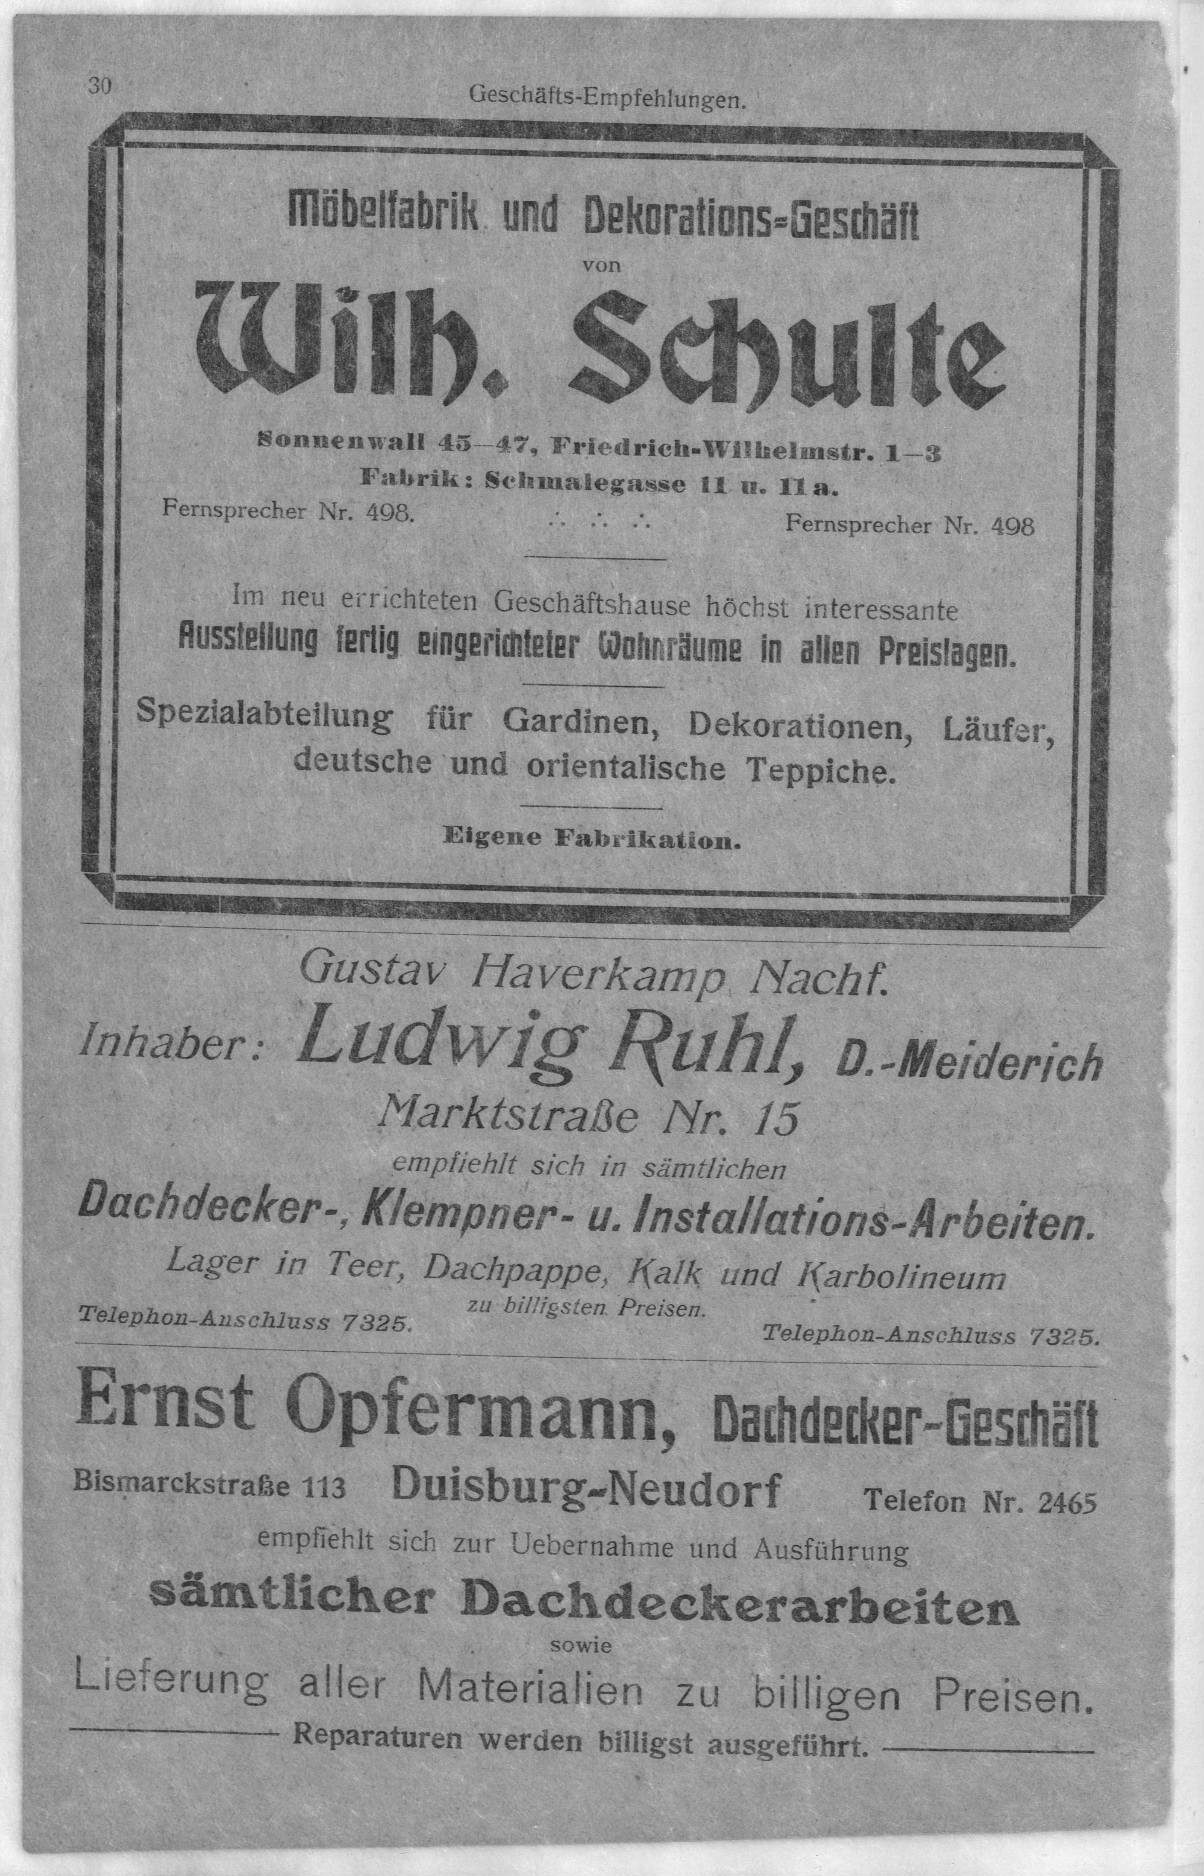 30
Geschäfts-Empfehlungen.
Möbelfabrik und Dekorations-Geschäft
von
Wilh. Schulte
Sonnenwall 45—47, Friedrich-Wilhelmstr. 1—3
Fabrik: Schmalegasse 11 u. 11a.
Fernsprecher Nr. 498. ∴ ∴ ∴ Fernsprecher Nr. 498
Im neu errichteten Geschäftshause höchst interessante
Ausstellung fertig eingerichteter Wohnräume in allen Preislagen.
Spezialabteilung für Gardinen, Dekorationen, Läufer,
deutsche und orientalische Teppiche.
Eigene Fabrikation.
Gustav Haverkamp Nachf.
Inhaber: Ludwig Ruhl, D.-Meiderich
Marktstraße Nr. 15
empfiehlt sich in sämtlichen
Dachdecker-, Klempner- u. Installations-Arbeiten.
Lager in Teer, Dachpappe, Kalk und Karbolineum
zu billigsten Preisen.
Telephon-Anschluss 7325. Telephon-Anschluss 7325.
Ernst Opfermann, Dachdecker-Geschäft
Bismarckstraße 113 Duisburg-Neudorf Telefon Nr. 2465
empfiehlt sich zur Uebernahme und Ausführung
sämtlicher Dachdeckerarbeiten
sowie
Lieferung aller Materialien zu billigen Preisen.
Reparaturen werden billigst ausgeführt.